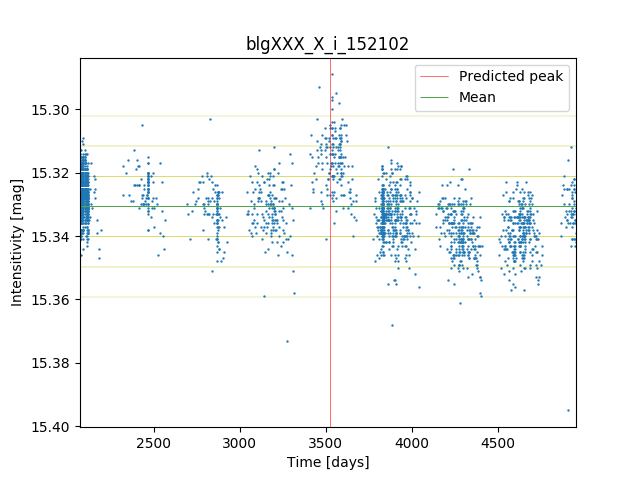 blgXXX_X_i_152102
Predicted peak
Mean
Intensitivity [mag]
15.30
15.32
15.34
15.36
15.38
15.40
2500
3000
3500
4000
4500
Time [days]